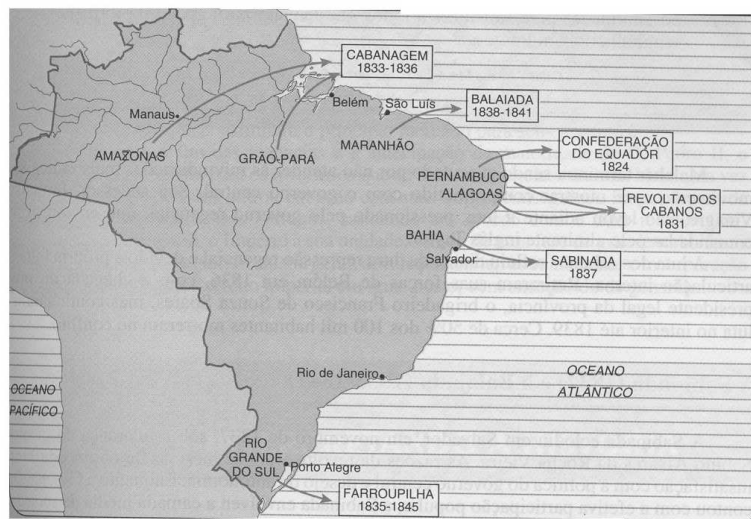 CABANAGEM
1833-1836
Manaus
Belém
São Luís
BALAIADA
1838-1841
AMAZONAS
GRÃO-PARÁ
MARANHÃO
CONFEDERAÇÃO
DO EQUADOR
1824
PERNAMBUCO
ALAGOAS
REVOLTA DOS
CABANOS
1831
BAHIA
Salvador
SABINADA
1837
Rio de Janeiro
OCEANO
ATLÂNTICO
OCEANO
PACÍFICO
RIO
GRANDE
DO SUL
Porto Alegre
FARROUPILHA
1835-1845